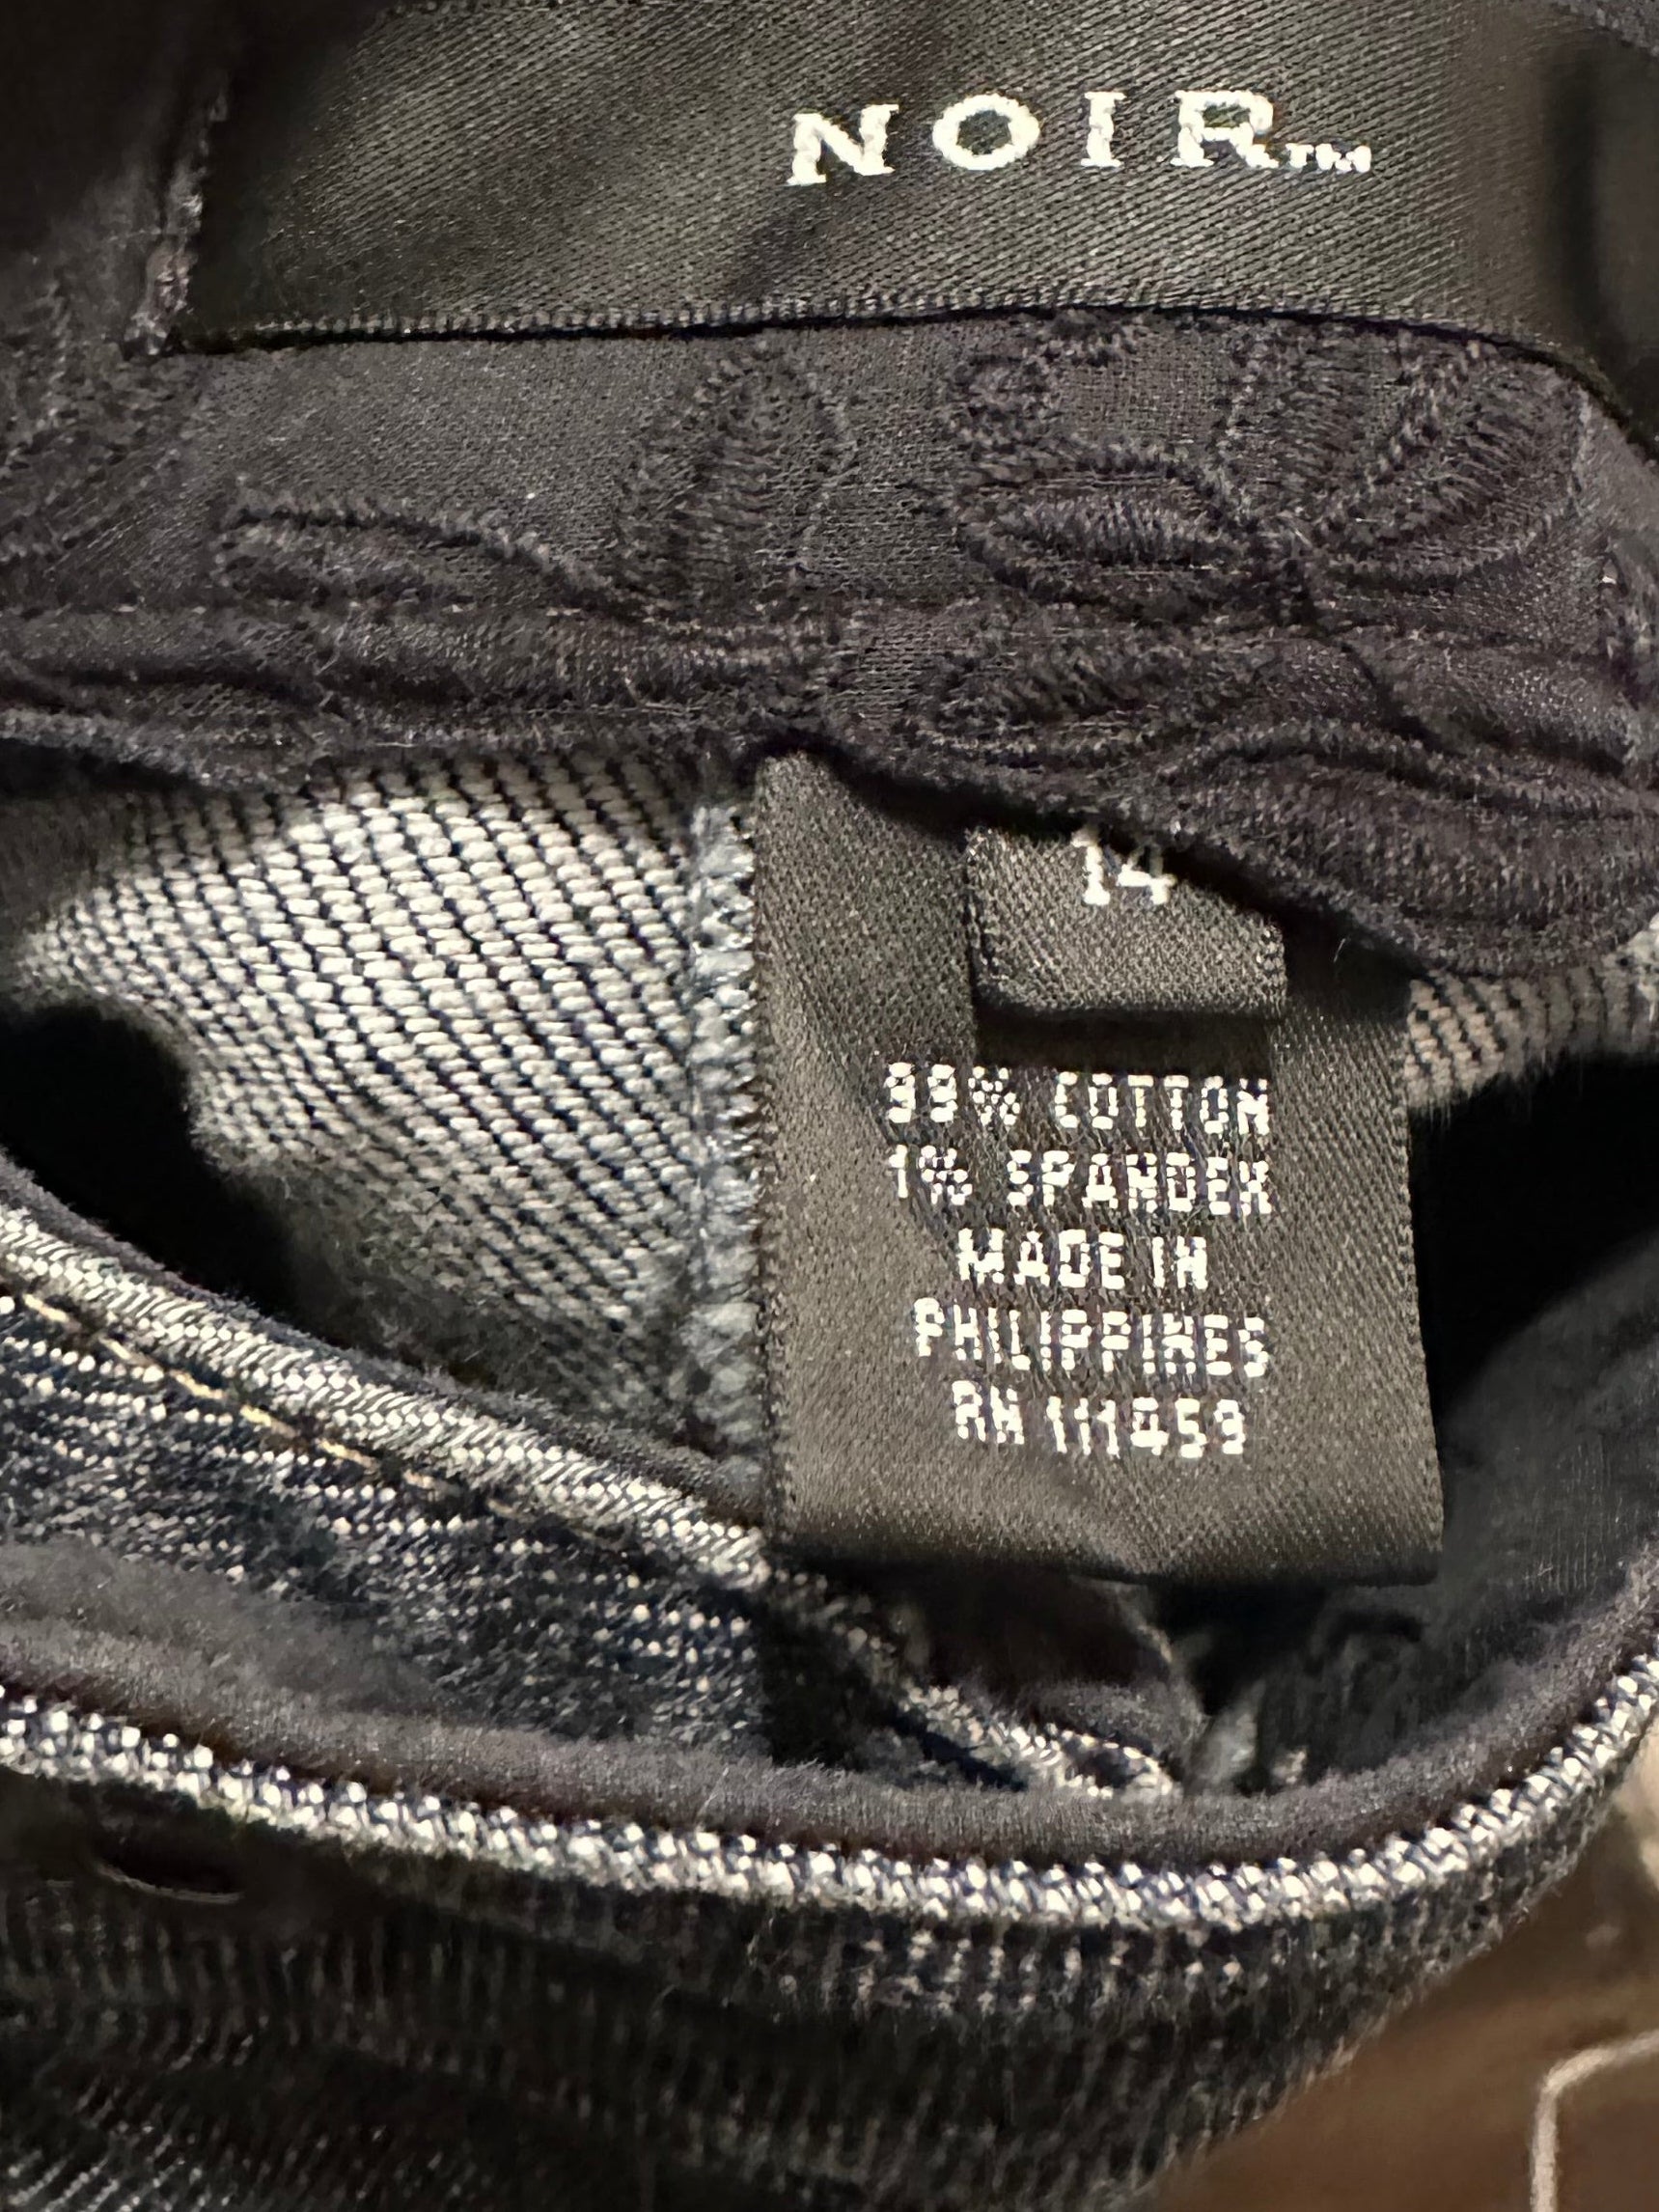 NOIR™
14
99% COTTON
1% SPANDEX
MADE IN
PHILIPPINES
RN 111459